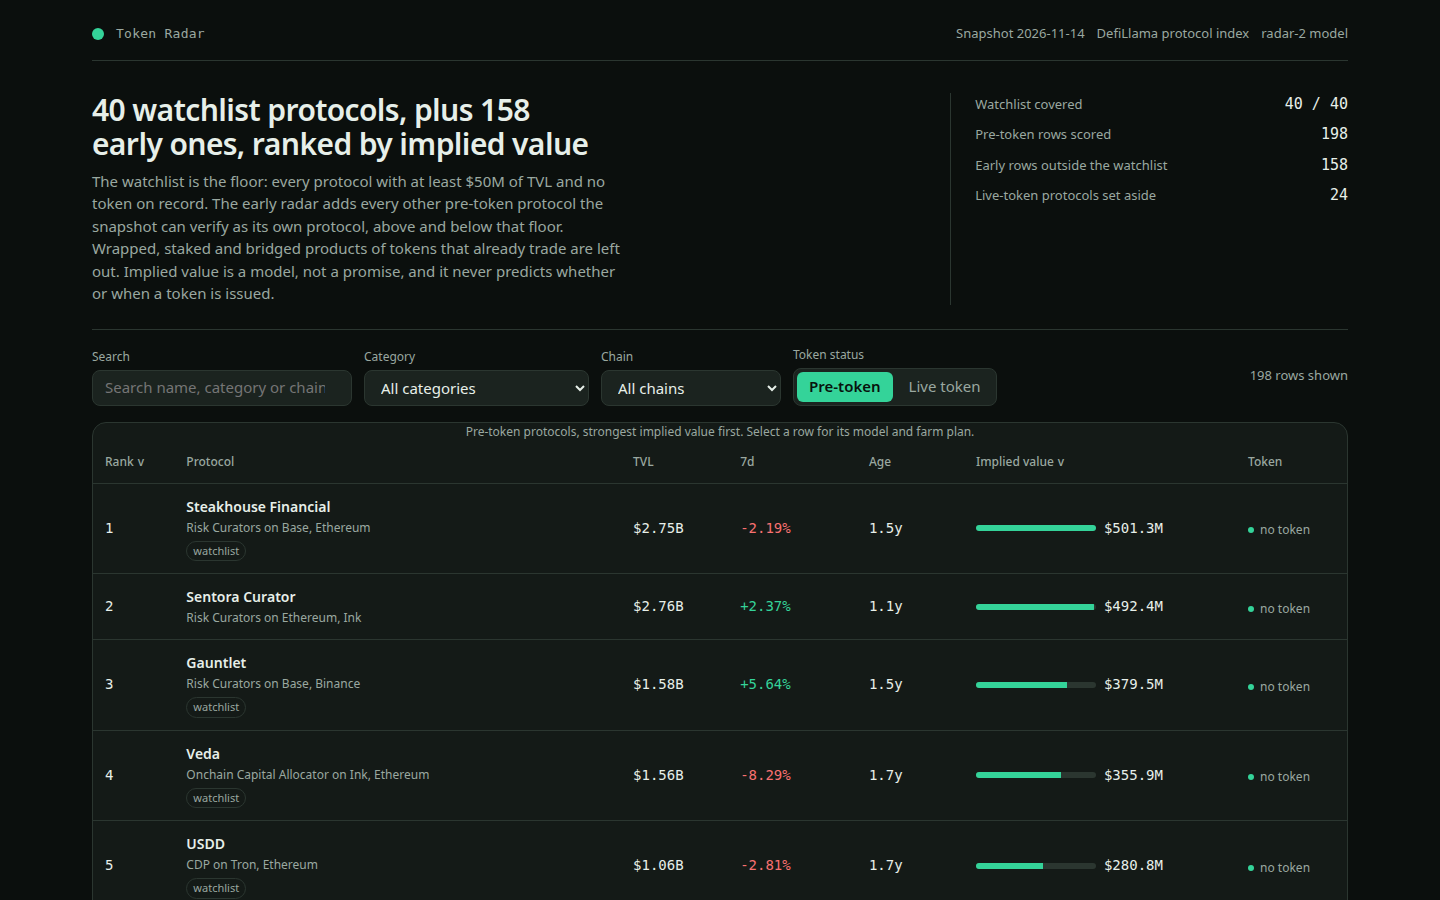 Token Radar
Snapshot 2026-11-14 DefiLlama protocol index radar-2 model
40 watchlist protocols, plus 158
early ones, ranked by implied value
The watchlist is the floor: every protocol with at least $50M of TVL and no
token on record. The early radar adds every other pre-token protocol the
snapshot can verify as its own protocol, above and below that floor.
Wrapped, staked and bridged products of tokens that already trade are left
out. Implied value is a model, not a promise, and it never predicts whether
or when a token is issued.
Watchlist covered 40 / 40
Pre-token rows scored 198
Early rows outside the watchlist 158
Live-token protocols set aside 24
Search Category Chain Token status
Search name, category or chain All categories All chains Pre-token Live token
198 rows shown
Pre-token protocols, strongest implied value first. Select a row for its model and farm plan.
Rank v Protocol TVL 7d Age Implied value v Token
Steakhouse Financial
1 Risk Curators on Base, Ethereum $2.75B -2.19% 1.5y $501.3M no token
watchlist
Sentora Curator
2 Risk Curators on Ethereum, Ink $2.76B +2.37% 1.1y $492.4M no token
Gauntlet
3 Risk Curators on Base, Binance $1.58B +5.64% 1.5y $379.5M no token
watchlist
Veda
4 Onchain Capital Allocator on Ink, Ethereum $1.56B -8.29% 1.7y $355.9M no token
watchlist
USDD
5 CDP on Tron, Ethereum $1.06B -2.81% 1.7y $280.8M no token
watchlist